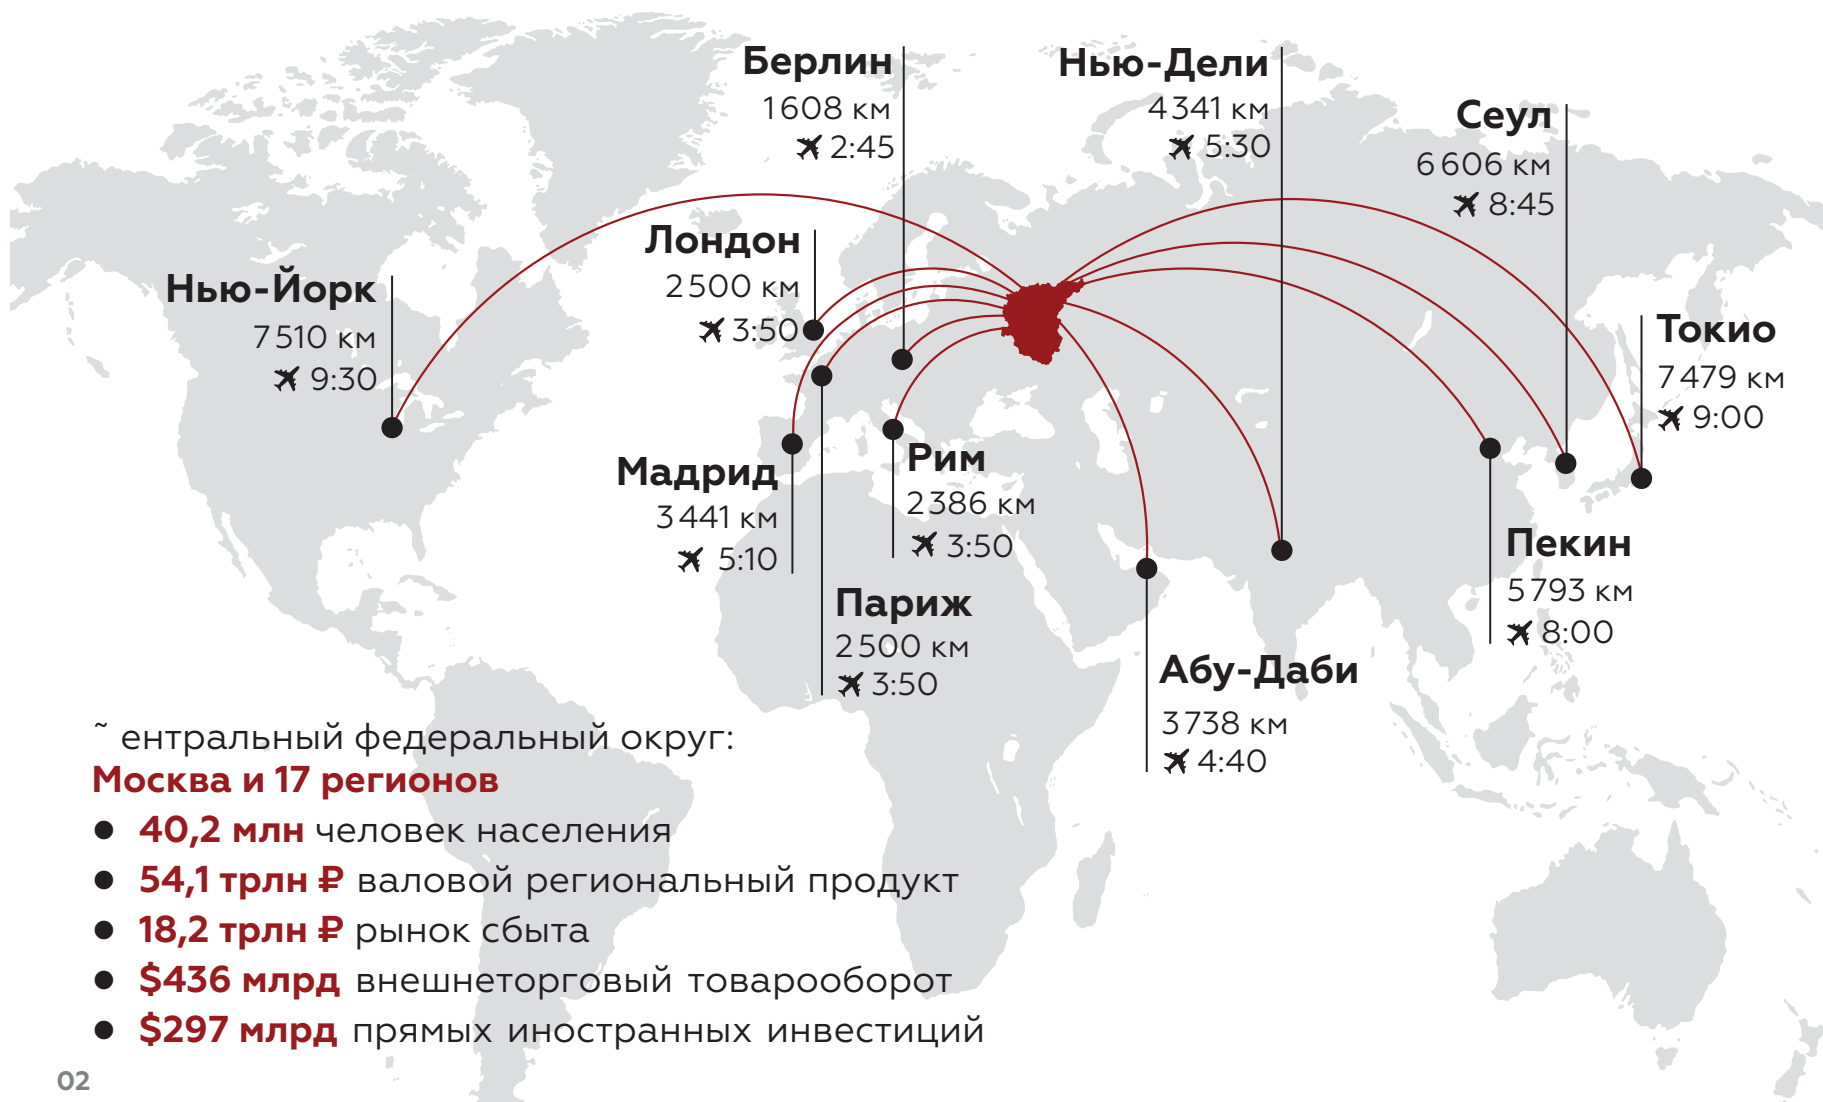 Берлин
1608 км
2:45
Нью-Дели
4341 км
5:30
Сеул
6606 км
8:45
Лондон
2500 км
3:50
Нью-Йорк
7510 км
9:30
Токио
7479 км
9:00
Мадрид
3441 км
5:10
Рим
2386 км
3:50
Пекин
5793 км
8:00
Париж
2500 км
3:50
Абу-Даби
3738 км
4:40
˜ ентральный федеральный округ:
Москва и 17 регионов
● 40,2 млн человек населения
● 54,1 трлн ₽ валовой региональный продукт
● 18,2 трлн ₽ рынок сбыта
● $436 млрд внешнеторговый товарооборот
● $297 млрд прямых иностранных инвестиций
02